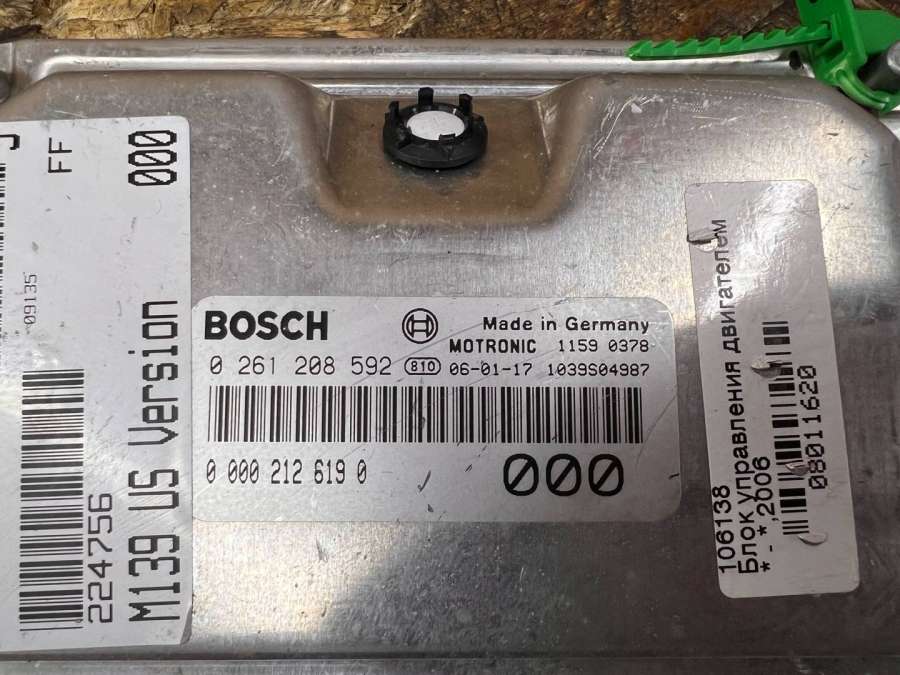 FF
000
09135
M139 US Version
224756
BOSCH
Made in Germany
MOTRONIC 1159 0378
0 261 208 592 810 06-01-17 1039S04987
0 000 212 619 0
000
106138
Блок управления двигателем
* - *,2006
08011620